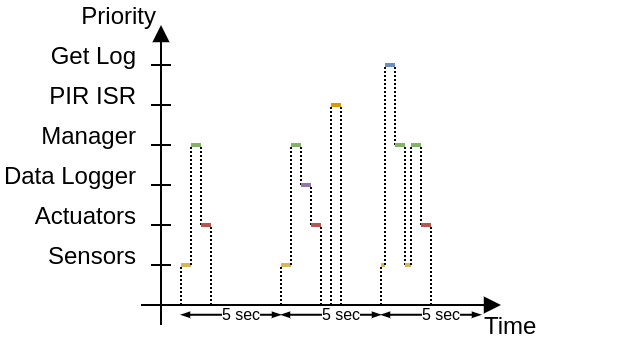 Priority
Get Log
PIR ISR
Manager
Data Logger
Actuators
Sensors
5 sec 5 sec 5 sec
Time